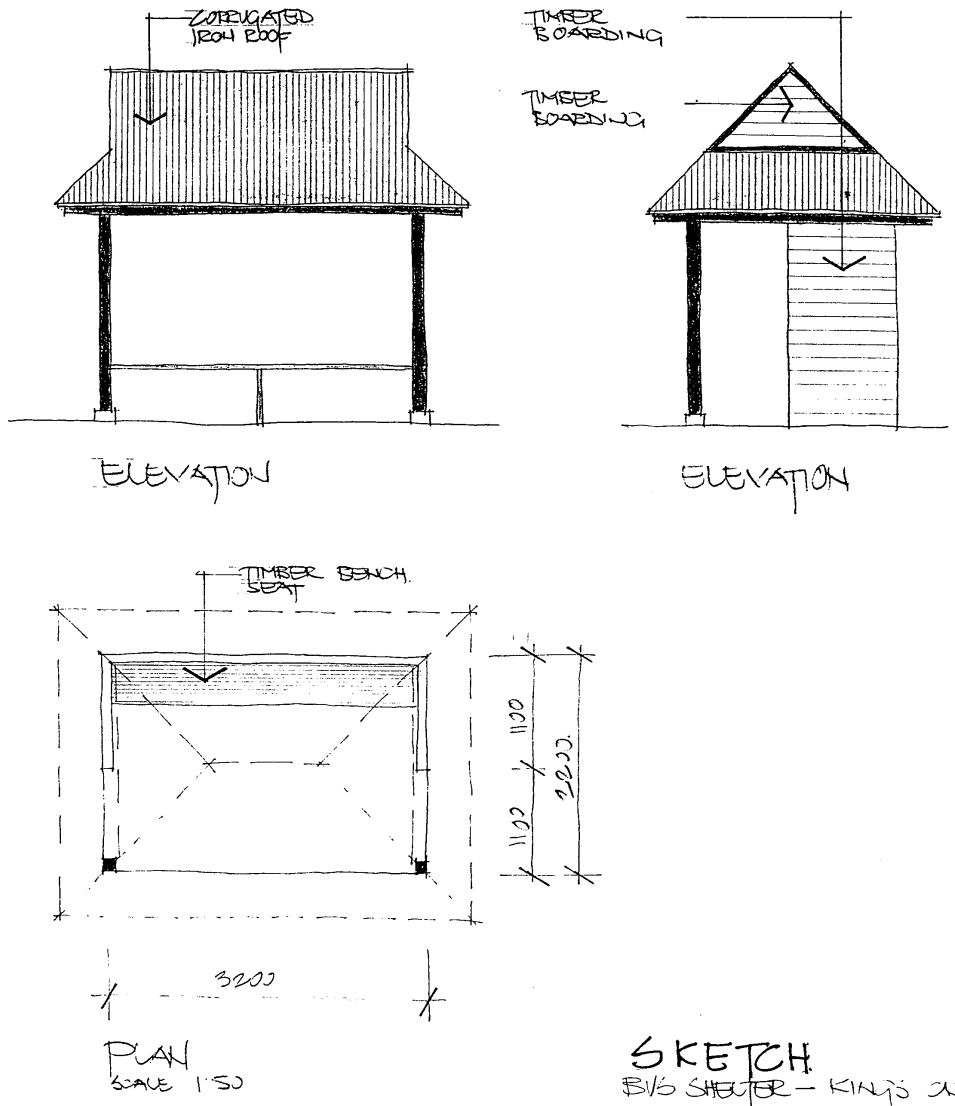 CORRUGATED
IRON ROOF
TIMBER
BOARDING
TIMBER
BOARDING
ELEVATION
ELEVATION
TIMBER BENCH
SEAT
1100
1100
2200
3200
PLAN
SCALE 1:50
SKETCH
BUS SHELTER – KING'S